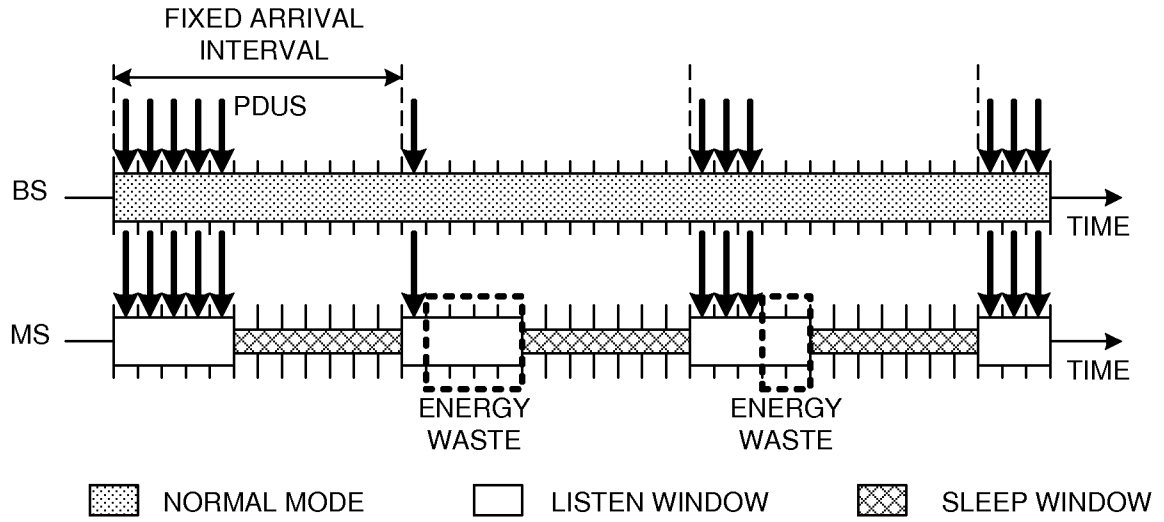 FIXED ARRIVAL
INTERVAL
PDUS
BS
TIME
MS
TIME
ENERGY
WASTE
ENERGY
WASTE
NORMAL MODE
LISTEN WINDOW
SLEEP WINDOW